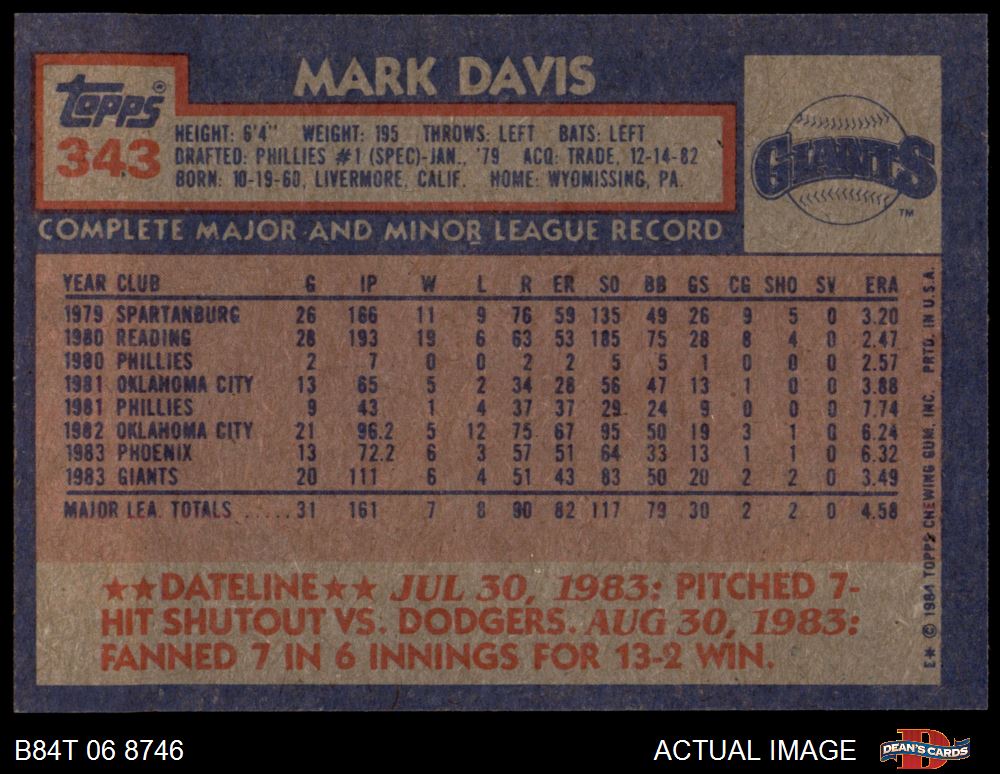 MARK DAVIS
Topps®
343
HEIGHT: 6'4" WEIGHT: 195 THROWS: LEFT BATS: LEFT
DRAFTED: PHILLIES #1 (SPEC)-JAN., '79 ACQ: TRADE, 12-14-82
BORN: 10-19-60, LIVERMORE, CALIF. HOME: WYOMISSING, PA.
GIANTS
TM
COMPLETE MAJOR AND MINOR LEAGUE RECORD
YEAR CLUB G IP W L R ER SO BB GS CG SHO SV ERA
1979 SPARTANBURG 26 166 11 9 76 59 135 49 26 9 5 0 3.20
1980 READING 28 193 19 6 63 53 185 75 28 8 4 0 2.47
1980 PHILLIES 2 7 0 0 2 2 5 5 1 0 0 0 2.57
1981 OKLAHOMA CITY 13 65 5 2 34 28 56 47 13 1 0 0 3.88
1981 PHILLIES 9 43 1 4 37 37 29 24 9 0 0 0 7.74
1982 OKLAHOMA CITY 21 96.2 5 12 75 67 95 50 19 3 1 0 6.24
1983 PHOENIX 13 72.2 6 3 57 51 64 33 13 1 1 0 6.32
1983 GIANTS 20 111 6 4 51 43 83 50 20 2 2 0 3.49
MAJOR LEA. TOTALS ..... 31 161 7 8 90 82 117 79 30 2 2 0 4.58
★★DATELINE★★ JUL 30, 1983: PITCHED 7-
HIT SHUTOUT VS. DODGERS. AUG 30, 1983:
FANNED 7 IN 6 INNINGS FOR 13-2 WIN.
E* © 1984 TOPPS CHEWING GUM, INC. PRTD. IN U.S.A.
B84T 06 8746
ACTUAL IMAGE
DEAN'S CARDS